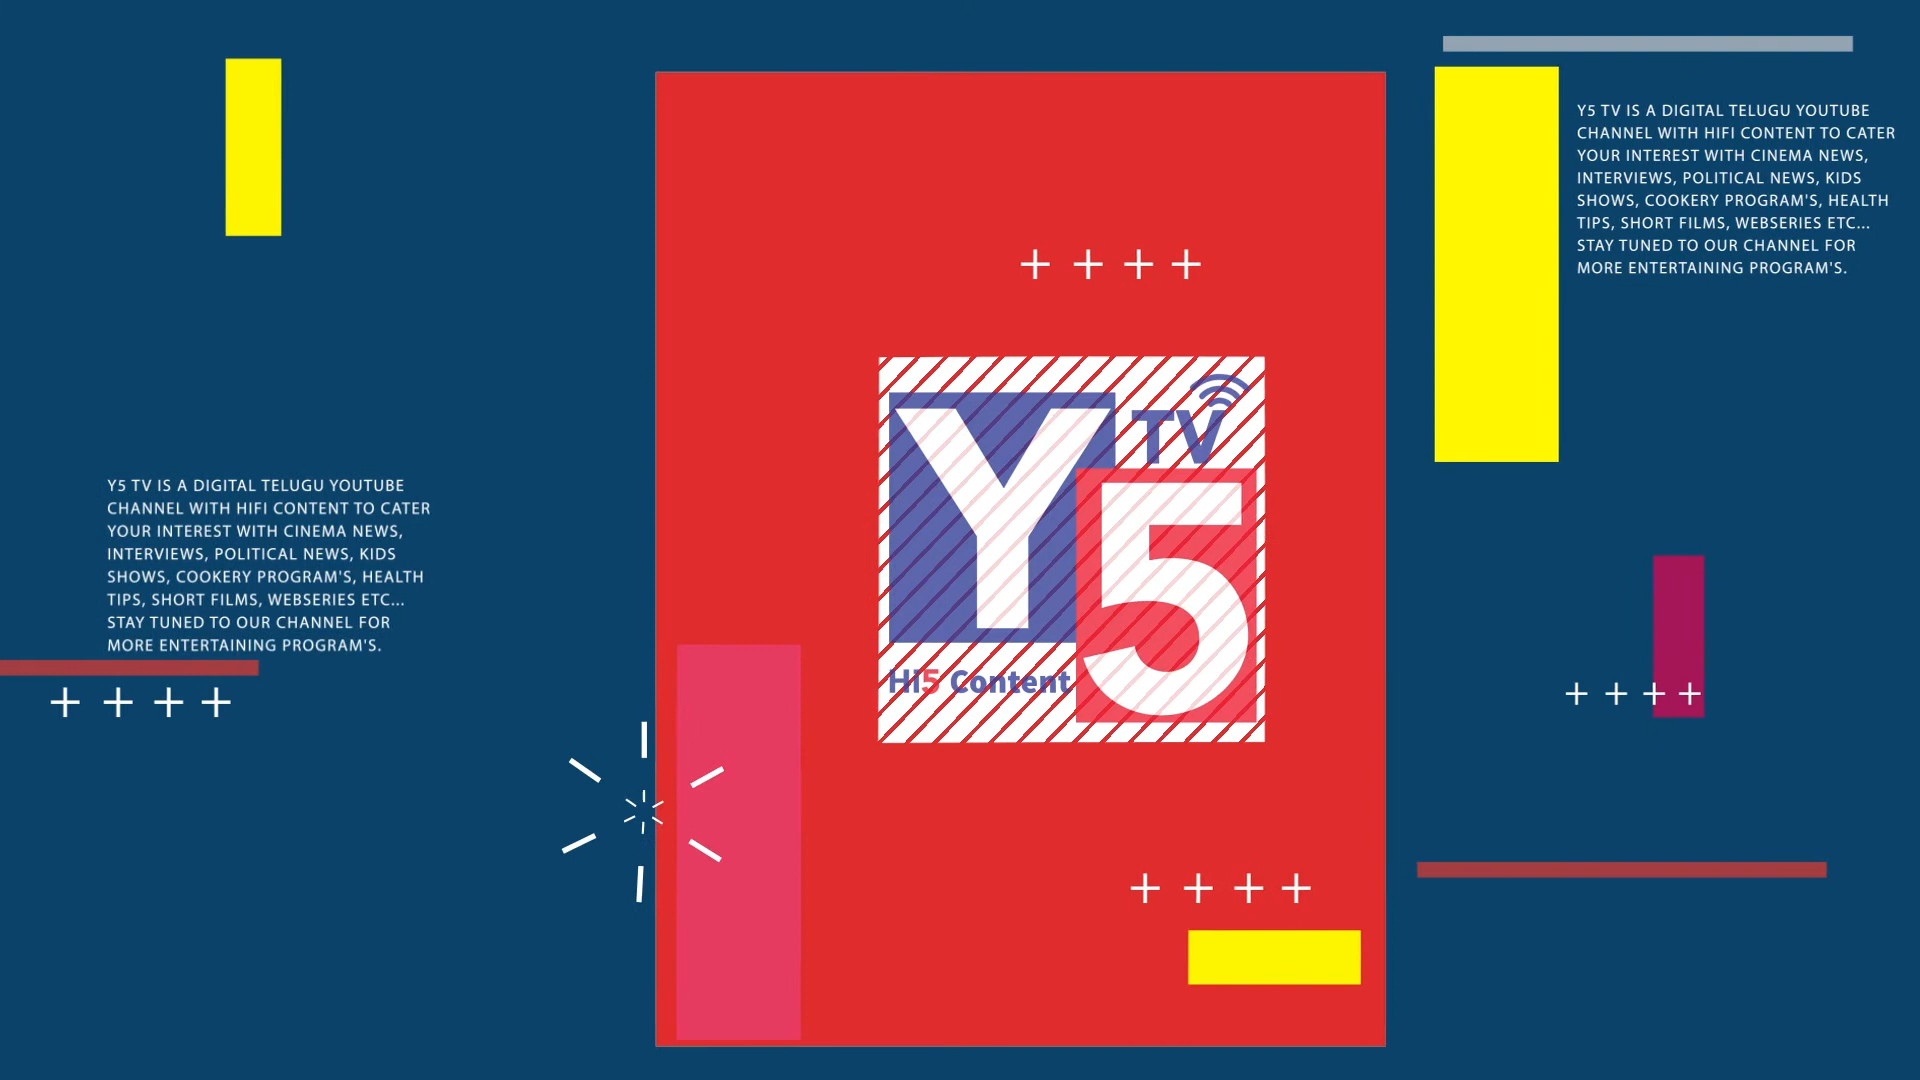 Y5 TV IS A DIGITAL TELUGU YOUTUBE
CHANNEL WITH HIFI CONTENT TO CATER
YOUR INTEREST WITH CINEMA NEWS,
INTERVIEWS, POLITICAL NEWS, KIDS
SHOWS, COOKERY PROGRAM'S, HEALTH
TIPS, SHORT FILMS, WEBSERIES ETC...
STAY TUNED TO OUR CHANNEL FOR
MORE ENTERTAINING PROGRAM'S.
Y TV
5
Hi5 Content
Y5 TV IS A DIGITAL TELUGU YOUTUBE
CHANNEL WITH HIFI CONTENT TO CATER
YOUR INTEREST WITH CINEMA NEWS,
INTERVIEWS, POLITICAL NEWS, KIDS
SHOWS, COOKERY PROGRAM'S, HEALTH
TIPS, SHORT FILMS, WEBSERIES ETC...
STAY TUNED TO OUR CHANNEL FOR
MORE ENTERTAINING PROGRAM'S.